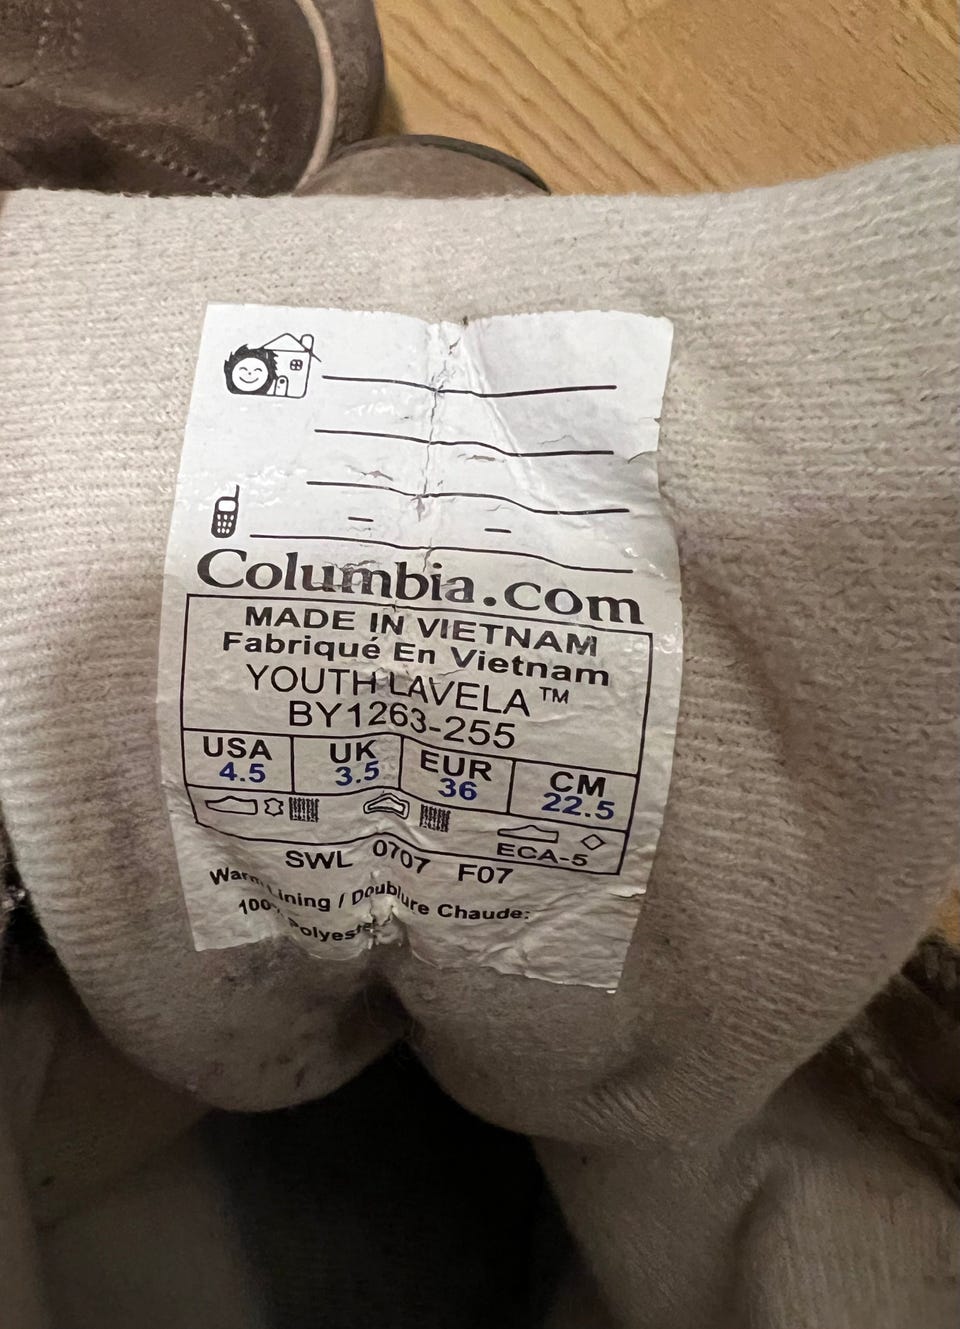 Columbia.com
MADE IN VIETNAM
Fabriqué En Vietnam
YOUTH LAVELA™
BY1263-255
USA UK EUR CM
4.5 3.5 36 22.5
ECA-5
SWL 0707 F07
Warm Lining / Doublure Chaude:
100% Polyester